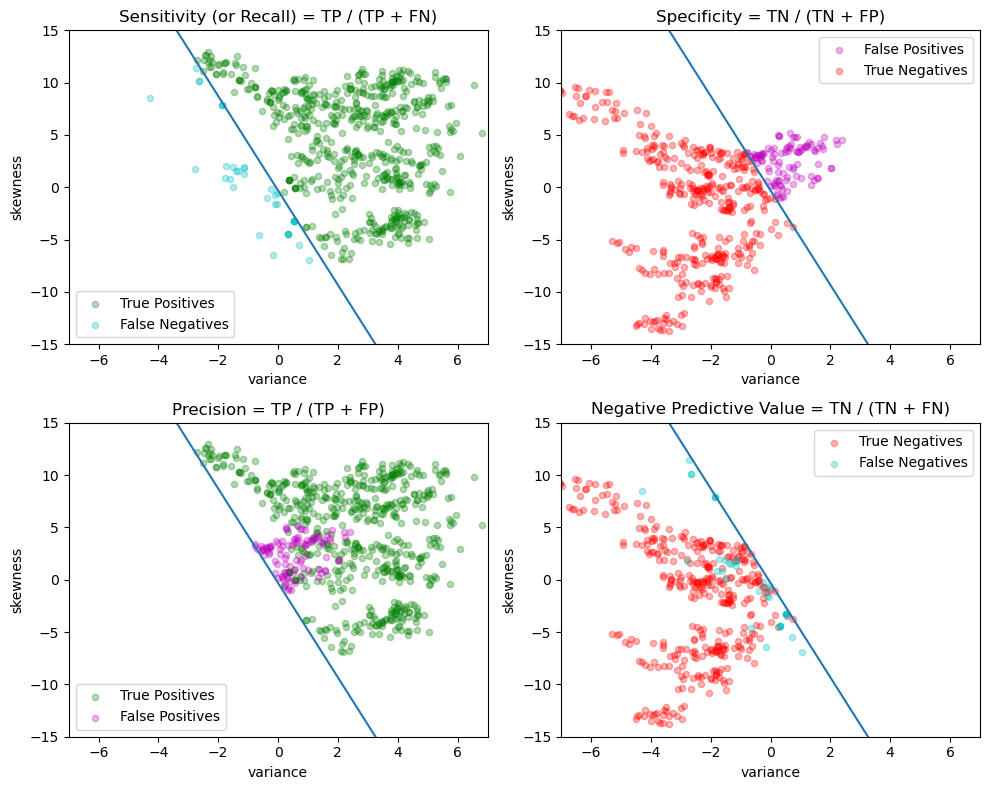 Sensitivity (or Recall) = TP / (TP + FN)
15
10
5
0
−5
−10
−15
skewness
True Positives
False Negatives
−6 −4 −2 0 2 4 6
variance
Specificity = TN / (TN + FP)
15
10
5
0
−5
−10
−15
skewness
False Positives
True Negatives
−6 −4 −2 0 2 4 6
variance
Precision = TP / (TP + FP)
15
10
5
0
−5
−10
−15
skewness
True Positives
False Positives
−6 −4 −2 0 2 4 6
variance
Negative Predictive Value = TN / (TN + FN)
15
10
5
0
−5
−10
−15
skewness
True Negatives
False Negatives
−6 −4 −2 0 2 4 6
variance